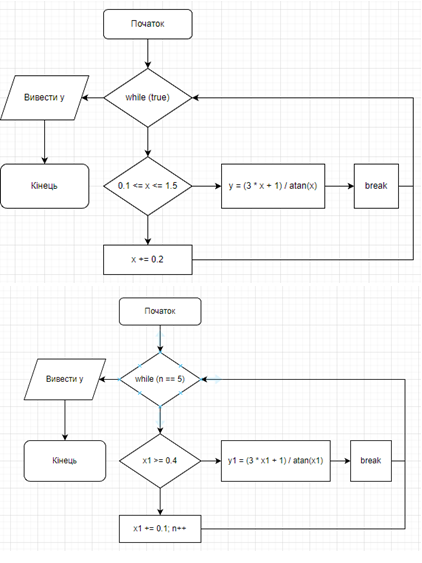 Початок
while (true)
Вивести y
0.1 <= x <= 1.5
y = (3 * x + 1) / atan(x)
break
Кінець
x += 0.2
Початок
while (n == 5)
Вивести y
x1 >= 0.4
y1 = (3 * x1 + 1) / atan(x1)
break
Кінець
x1 += 0.1; n++